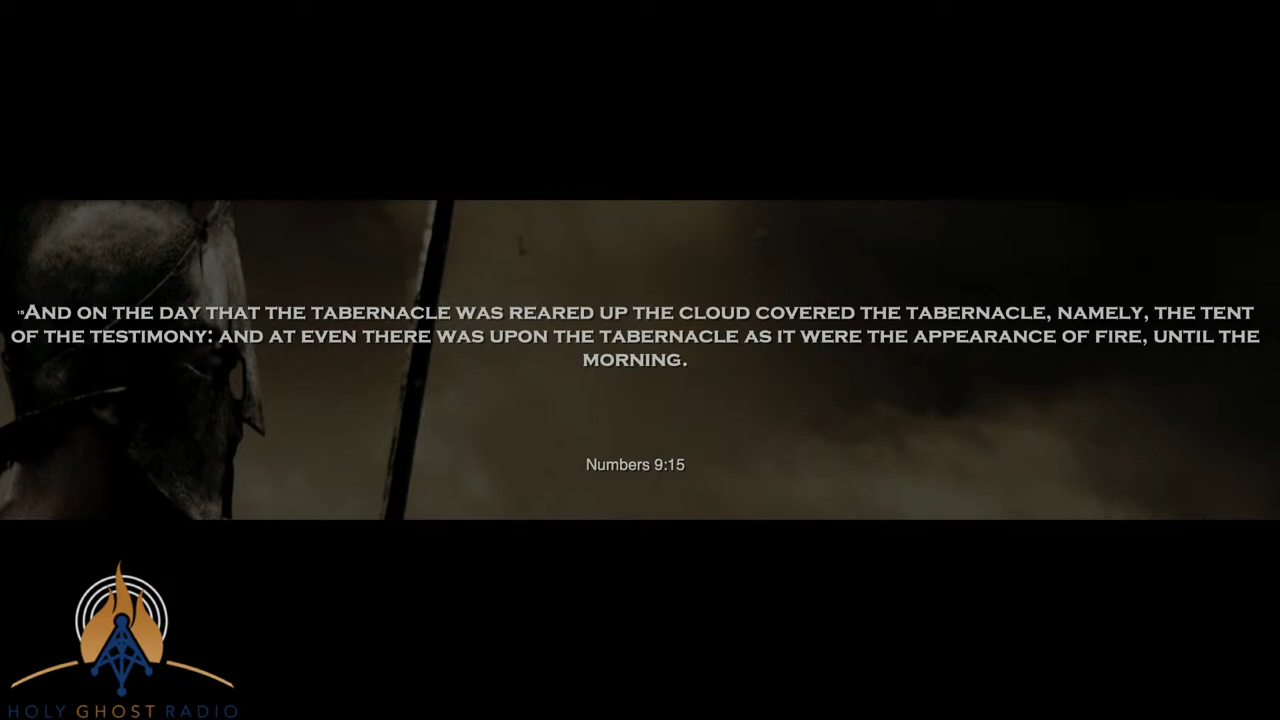 15AND ON THE DAY THAT THE TABERNACLE WAS REARED UP THE CLOUD COVERED THE TABERNACLE, NAMELY, THE TENT
OF THE TESTIMONY: AND AT EVEN THERE WAS UPON THE TABERNACLE AS IT WERE THE APPEARANCE OF FIRE, UNTIL THE
MORNING.
Numbers 9:15
HOLY GHOST RADIO